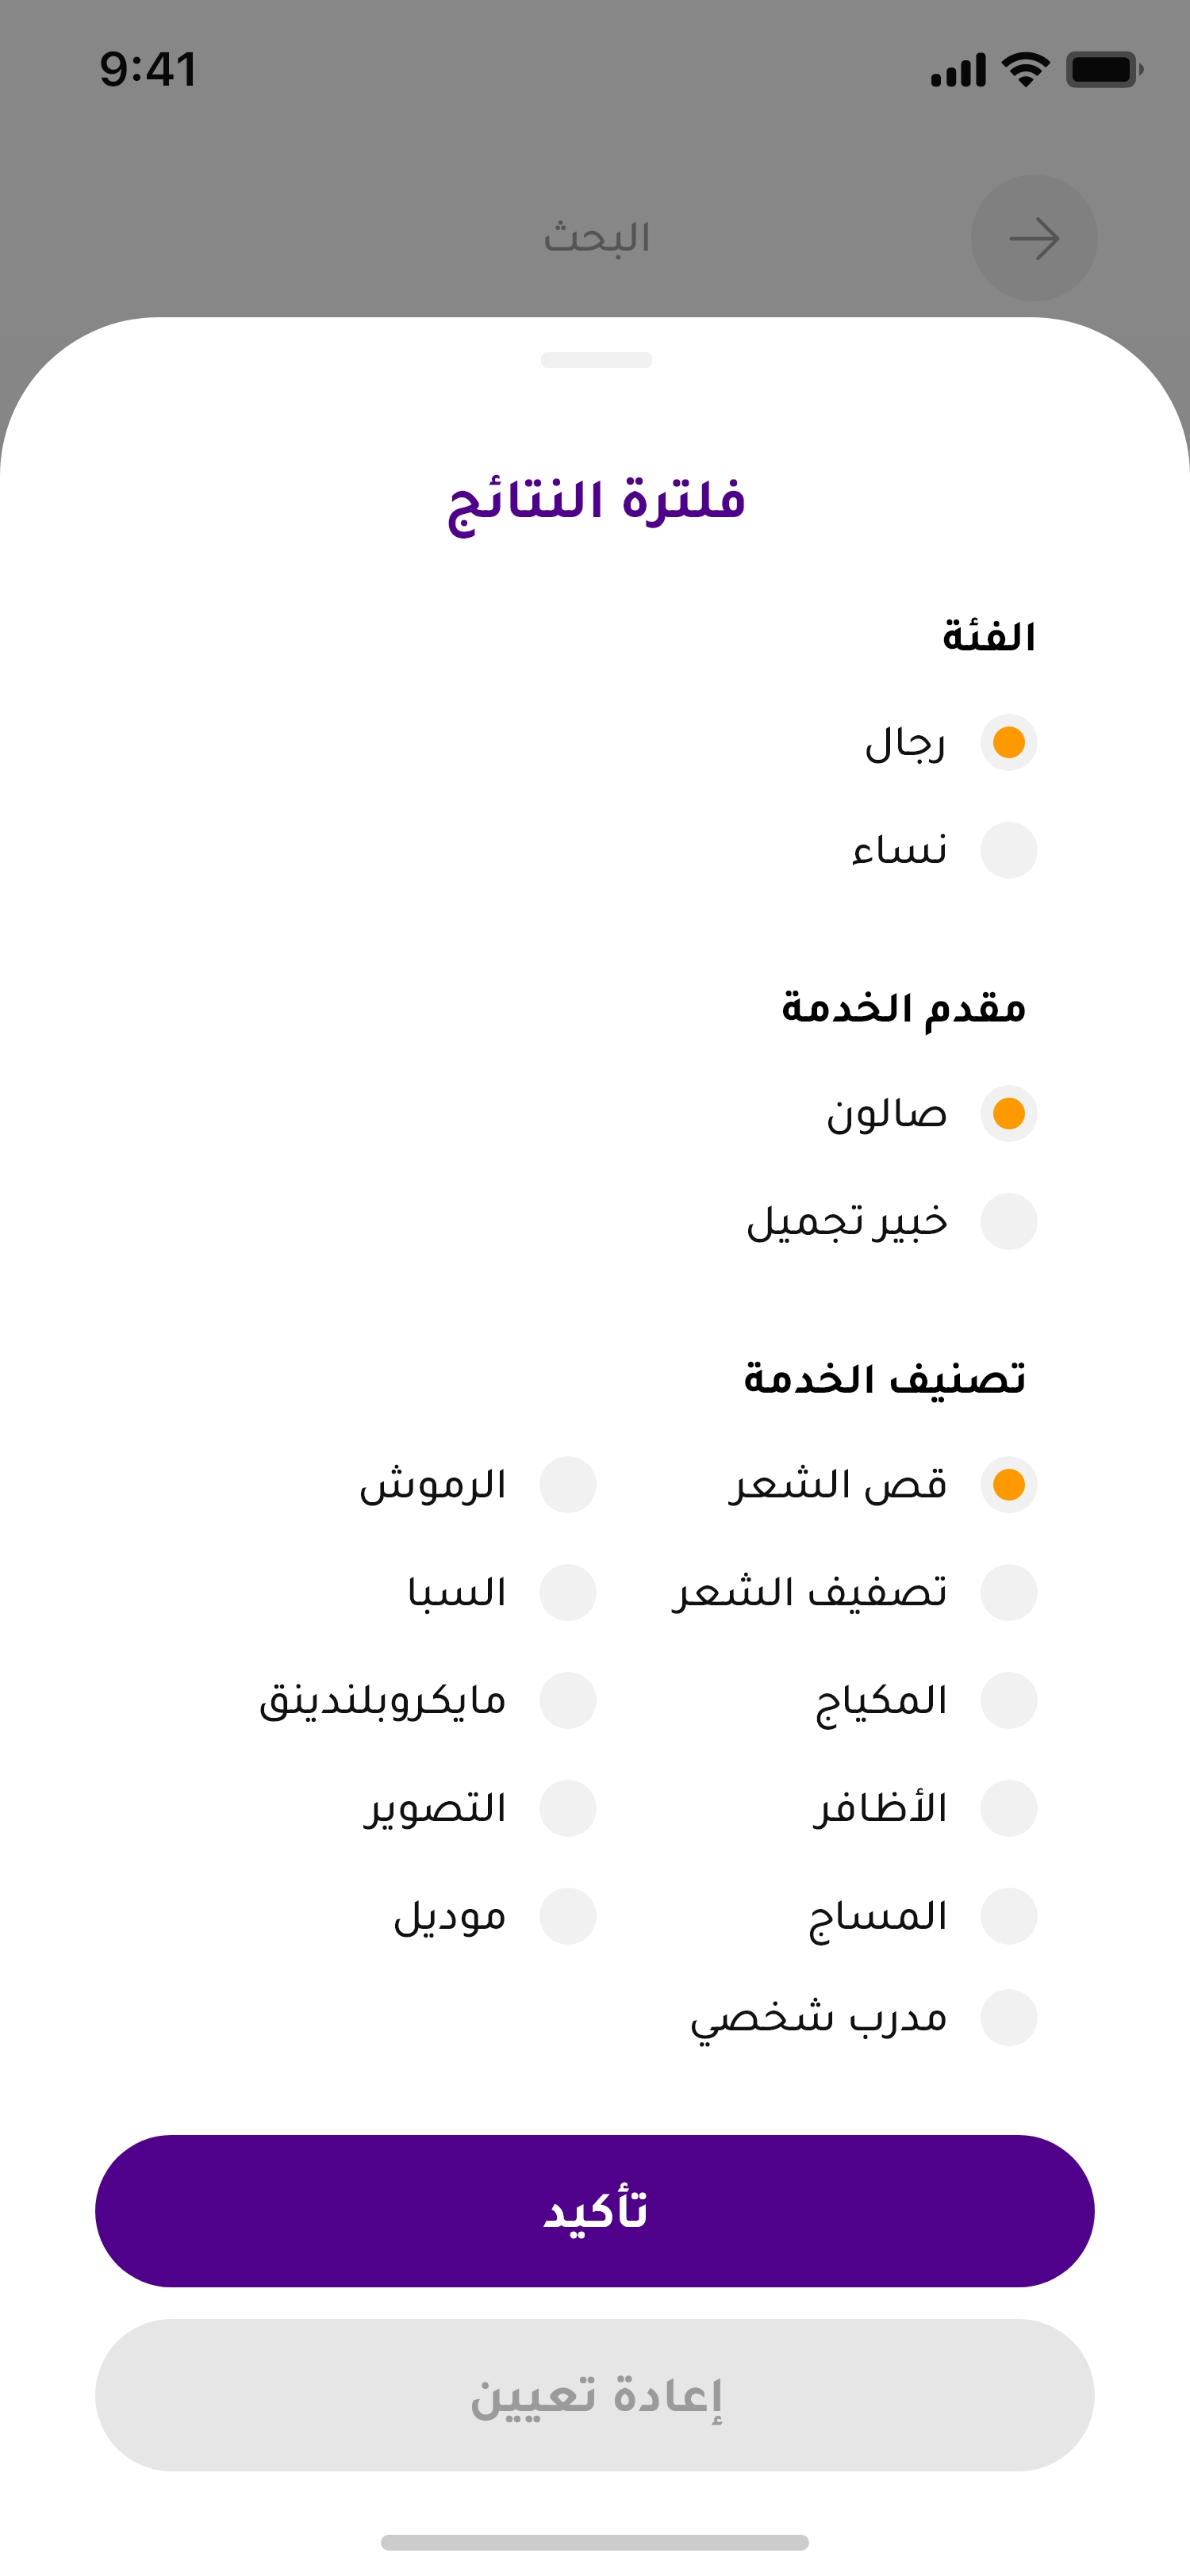 9:41
البحث
فلترة النتائج
الفئة
رجال
نساء
مقدم الخدمة
صالون
خبير تجميل
تصنيف الخدمة
قص الشعر
الرموش
تصفيف الشعر
السبا
المكياج
مايكروبلندينق
الأظافر
التصوير
المساج
موديل
مدرب شخصي
تأكيد
إعادة تعيين